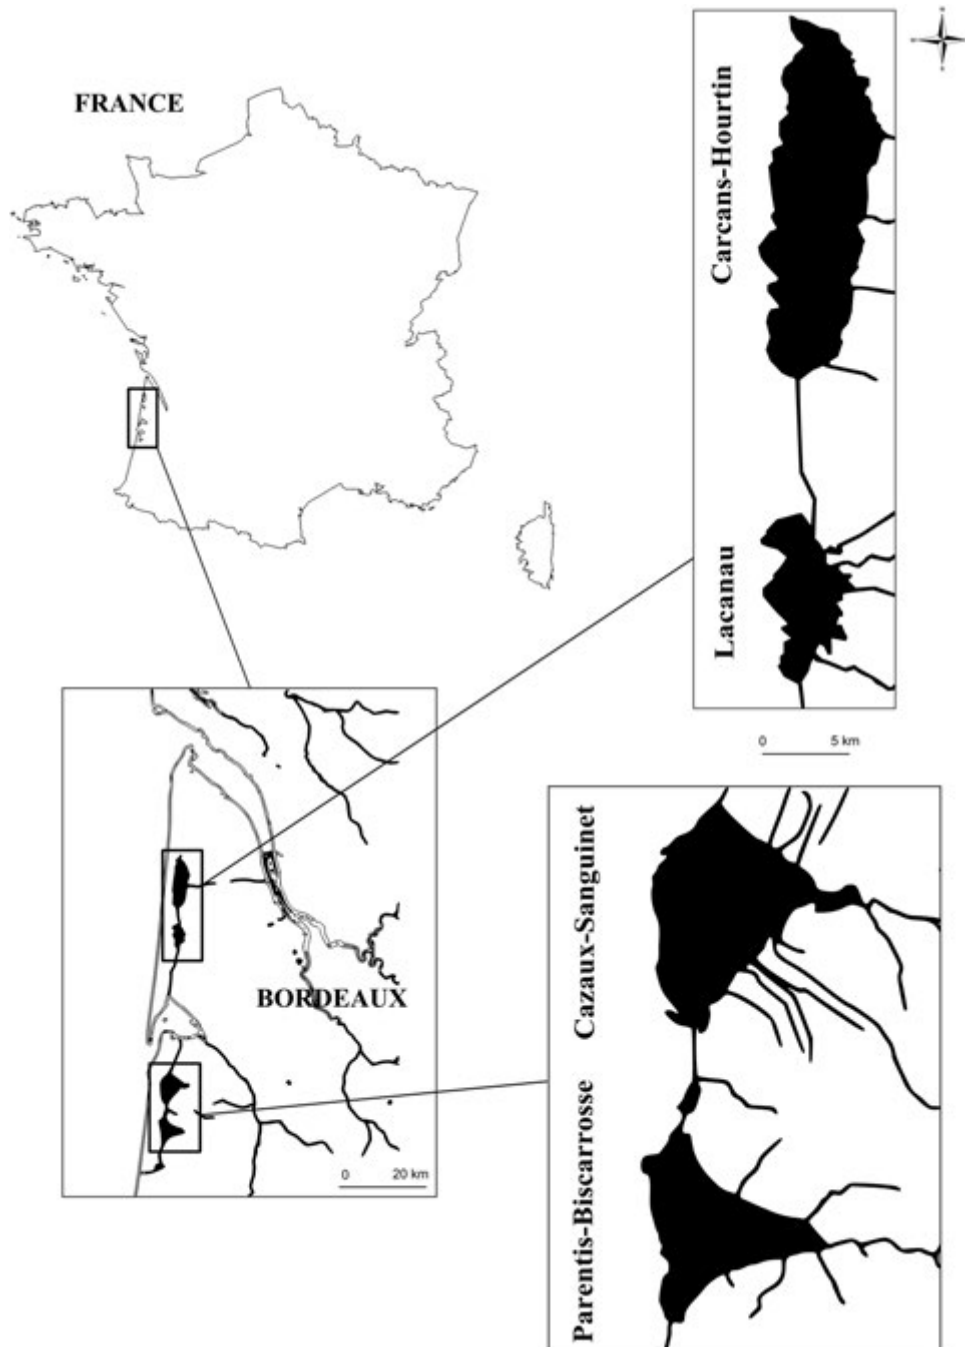 FRANCE
Carcans-Hourtin
Lacanau
0 5 km
BORDEAUX
0 20 km
Cazaux-Sanguinet
Parentis-Biscarrosse